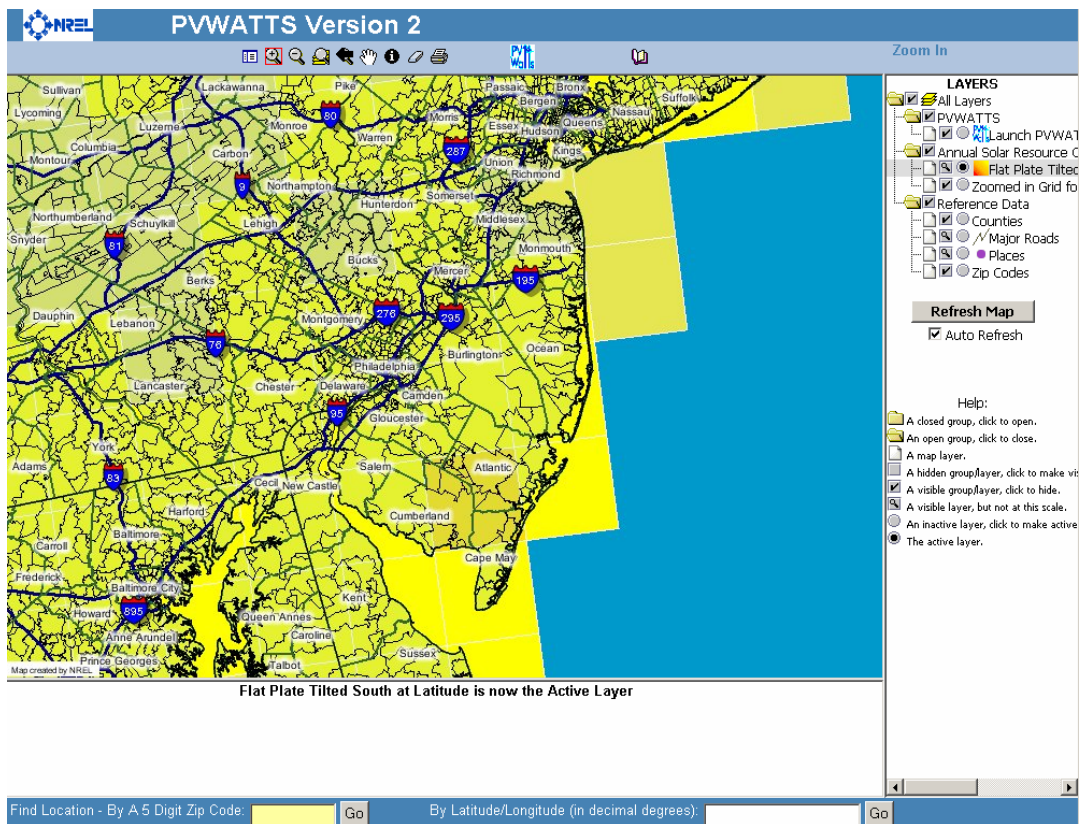 NREL
PVWATTS Version 2
PV Watts
Zoom In
Sullivan
Lackawanna
Pike
Passaic
Bronx
Bergen
Suffolk
Nassau
Lycoming
80
Morris
Essex
Queens
Hudson
Luzerne
Monroe
Warren
Kings
Columbia
287
Union
Montour
Carbon
Richmond
9
Northampton
Somerset
Hunterdon
Middlesex
Northumberland
Schuylkill
Lehigh
Snyder
81
Monmouth
Bucks
Mercer
195
Berks
Dauphin
Lebanon
Montgomery
276
295
76
Ocean
Burlington
Philadelphia
Lancaster
Chester
Delaware
Camden
95
Gloucester
York
Adams
83
Salem
Atlantic
Cecil
New Castle
Harford
Cumberland
Baltimore
Carroll
Cape May
Frederick
Baltimore City
Kent
Howard
895
Queen Annes
Anne Arundel
Caroline
Prince Georges
Talbot
Sussex
Map created by NREL
LAYERS
All Layers
PVWATTS
Launch PVWAT
Annual Solar Resource C
Flat Plate Tilted
Zoomed in Grid fo
Reference Data
Counties
Major Roads
Places
Zip Codes
Refresh Map
Auto Refresh
Help:
A closed group, click to open.
An open group, click to close.
A map layer.
A hidden group/layer, click to make vis
A visible group/layer, click to hide.
A visible layer, but not at this scale.
An inactive layer, click to make active
The active layer.
Flat Plate Tilted South at Latitude is now the Active Layer
Find Location - By A 5 Digit Zip Code:
Go
By Latitude/Longitude (in decimal degrees):
Go